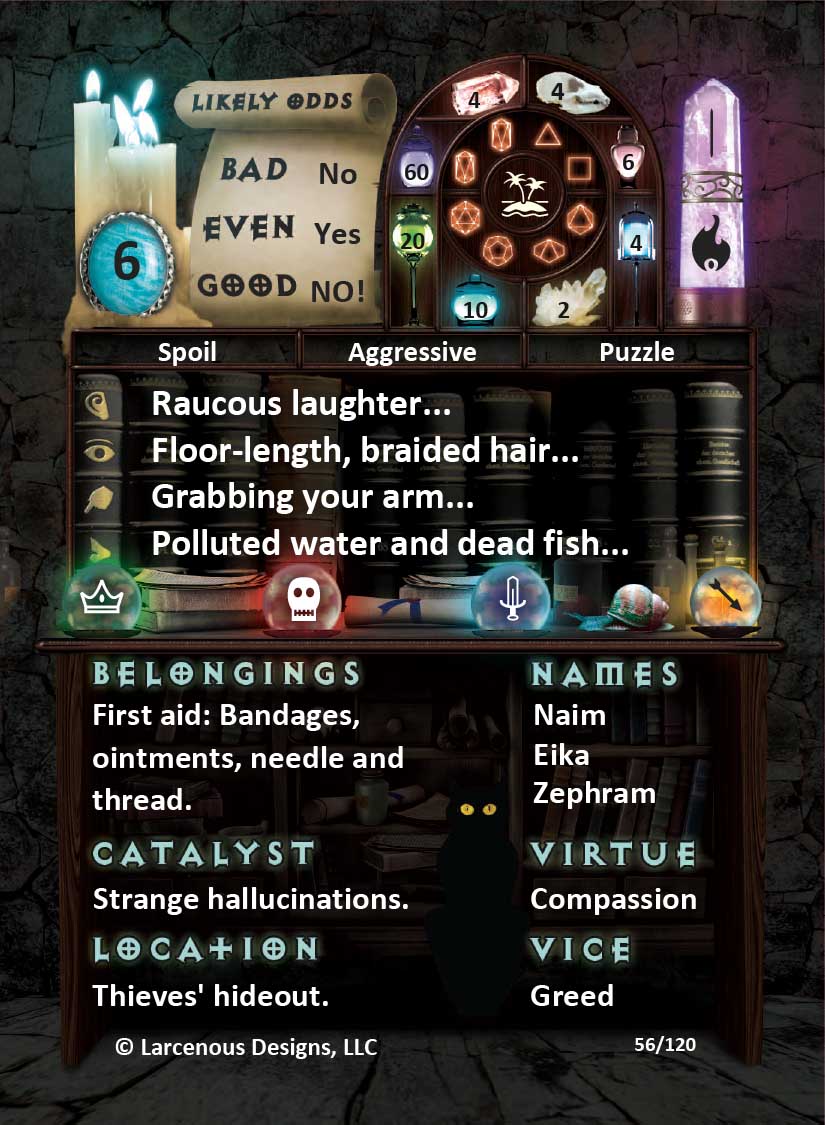 LIKELY ODDS
BAD No
EVEN Yes
GOOD NO!
6
4
4
60
6
20
4
10
2
Spoil Aggressive Puzzle
Raucous laughter...
Floor-length, braided hair...
Grabbing your arm...
Polluted water and dead fish...
BELONGINGS
First aid: Bandages,
ointments, needle and
thread.
NAMES
Naim
Eika
Zephram
CATALYST
Strange hallucinations.
VIRTUE
Compassion
LOCATION
Thieves' hideout.
VICE
Greed
© Larcenous Designs, LLC
56/120